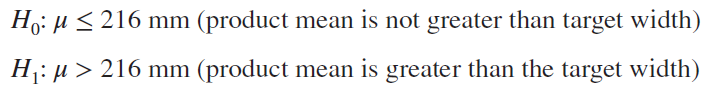 H₀: μ ≤ 216 mm (product mean is not greater than target width)
H₁: μ > 216 mm (product mean is greater than the target width)